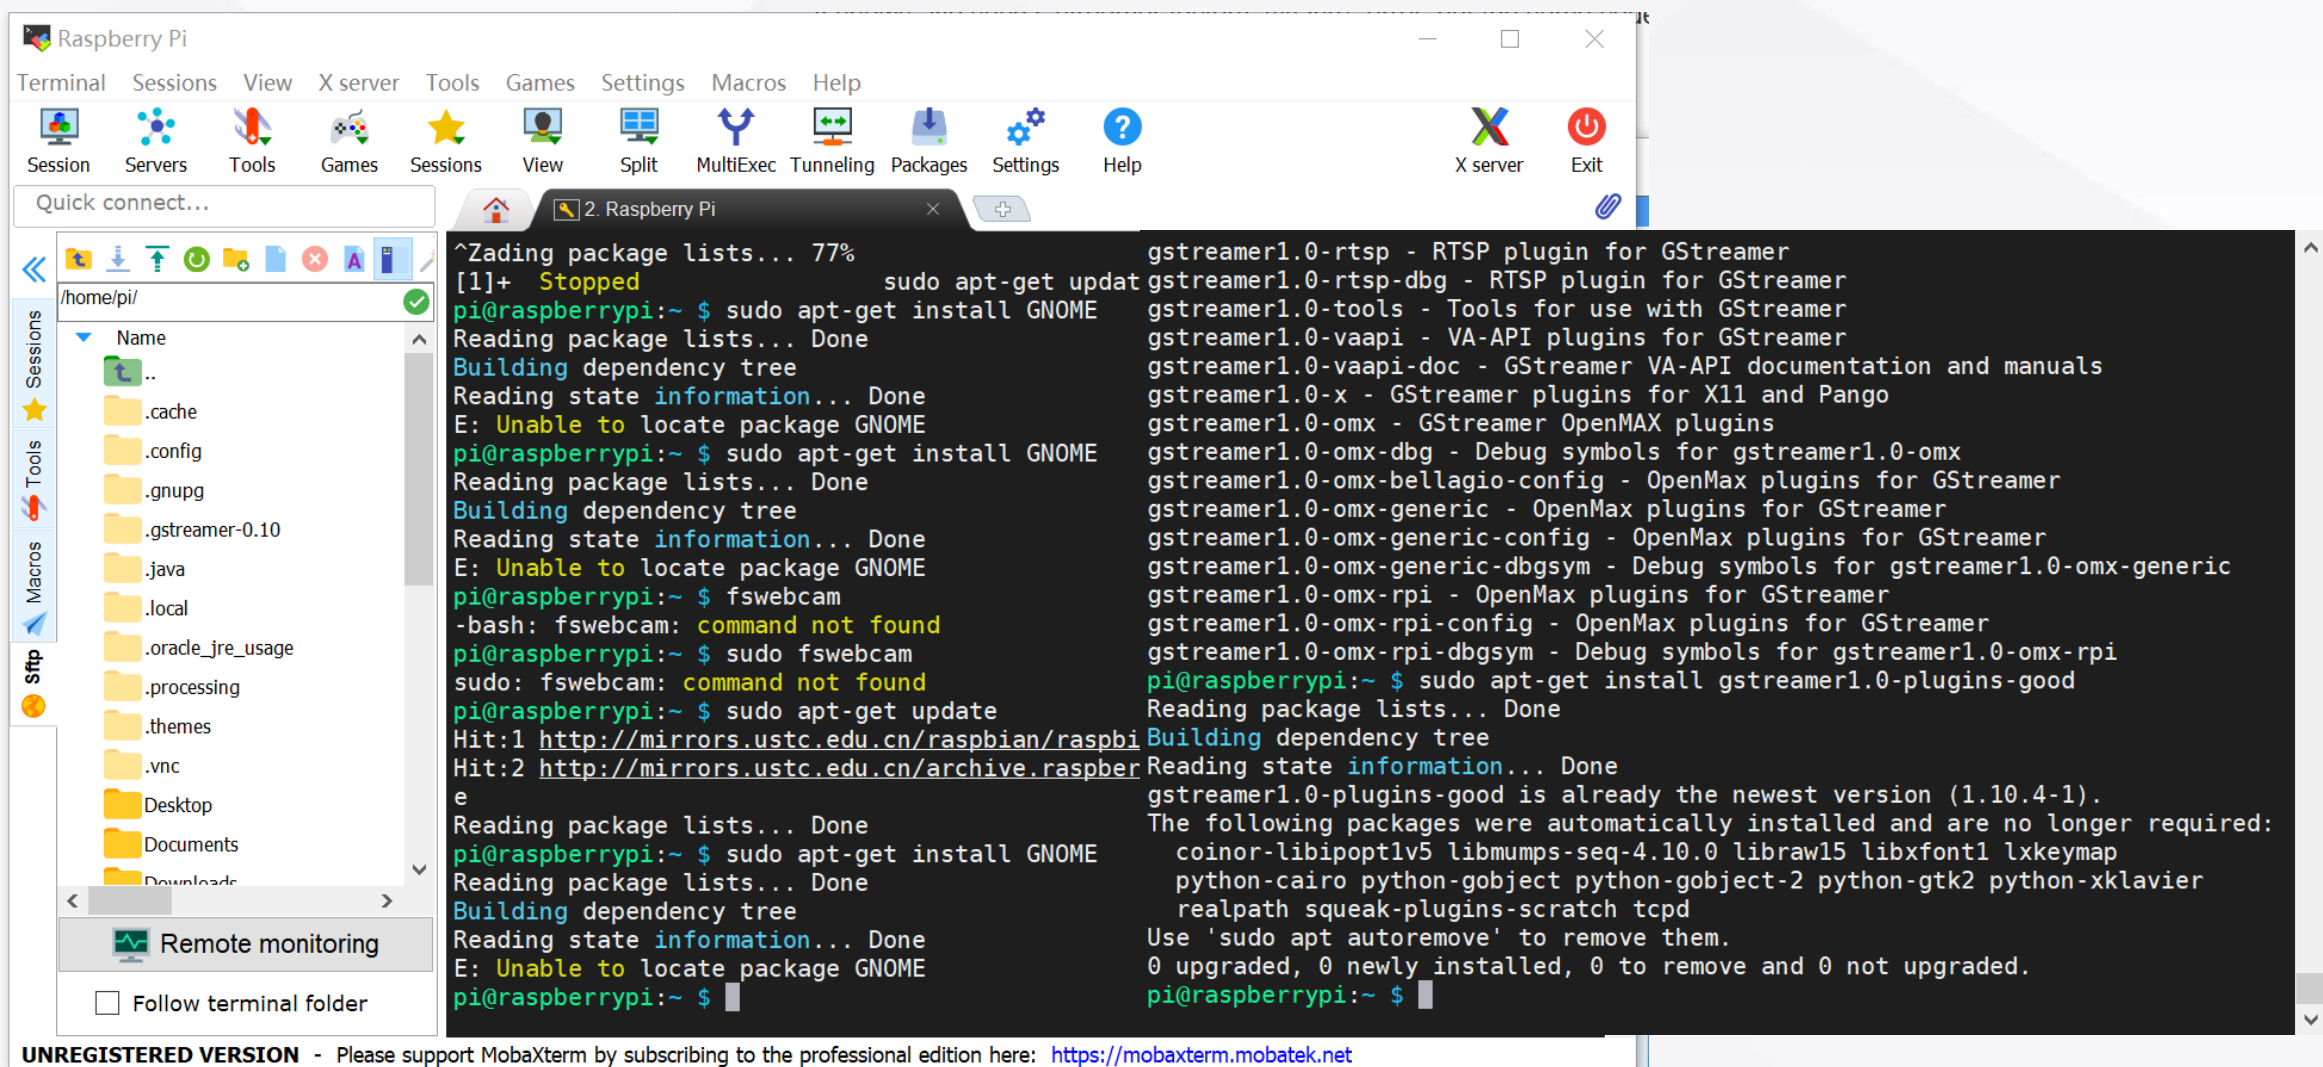 Raspberry Pi
Terminal Sessions View X server Tools Games Settings Macros Help
Session Servers Tools Games Sessions View Split MultiExec Tunneling Packages Settings Help X server Exit
Quick connect...
2. Raspberry Pi
/home/pi/
Name
..
.cache
.config
.gnupg
.gstreamer-0.10
.java
.local
.oracle_jre_usage
.processing
.themes
.vnc
Desktop
Documents
Downloads
Remote monitoring
Follow terminal folder
Sessions
Tools
Macros
Sftp
^Zading package lists... 77%
[1]+  Stopped                 sudo apt-get updat
pi@raspberrypi:~ $ sudo apt-get install GNOME
Reading package lists... Done
Building dependency tree
Reading state information... Done
E: Unable to locate package GNOME
pi@raspberrypi:~ $ sudo apt-get install GNOME
Reading package lists... Done
Building dependency tree
Reading state information... Done
E: Unable to locate package GNOME
pi@raspberrypi:~ $ fswebcam
-bash: fswebcam: command not found
pi@raspberrypi:~ $ sudo fswebcam
sudo: fswebcam: command not found
pi@raspberrypi:~ $ sudo apt-get update
Hit:1 http://mirrors.ustc.edu.cn/raspbian/raspbi
Hit:2 http://mirrors.ustc.edu.cn/archive.raspber
e
Reading package lists... Done
pi@raspberrypi:~ $ sudo apt-get install GNOME
Reading package lists... Done
Building dependency tree
Reading state information... Done
E: Unable to locate package GNOME
pi@raspberrypi:~ $
gstreamer1.0-rtsp - RTSP plugin for GStreamer
gstreamer1.0-rtsp-dbg - RTSP plugin for GStreamer
gstreamer1.0-tools - Tools for use with GStreamer
gstreamer1.0-vaapi - VA-API plugins for GStreamer
gstreamer1.0-vaapi-doc - GStreamer VA-API documentation and manuals
gstreamer1.0-x - GStreamer plugins for X11 and Pango
gstreamer1.0-omx - GStreamer OpenMAX plugins
gstreamer1.0-omx-dbg - Debug symbols for gstreamer1.0-omx
gstreamer1.0-omx-bellagio-config - OpenMax plugins for GStreamer
gstreamer1.0-omx-generic - OpenMax plugins for GStreamer
gstreamer1.0-omx-generic-config - OpenMax plugins for GStreamer
gstreamer1.0-omx-generic-dbgsym - Debug symbols for gstreamer1.0-omx-generic
gstreamer1.0-omx-rpi - OpenMax plugins for GStreamer
gstreamer1.0-omx-rpi-config - OpenMax plugins for GStreamer
gstreamer1.0-omx-rpi-dbgsym - Debug symbols for gstreamer1.0-omx-rpi
pi@raspberrypi:~ $ sudo apt-get install gstreamer1.0-plugins-good
Reading package lists... Done
Building dependency tree
Reading state information... Done
gstreamer1.0-plugins-good is already the newest version (1.10.4-1).
The following packages were automatically installed and are no longer required:
  coinor-libipopt1v5 libmumps-seq-4.10.0 libraw15 libxfont1 lxkeymap
  python-cairo python-gobject python-gobject-2 python-gtk2 python-xklavier
  realpath squeak-plugins-scratch tcpd
Use 'sudo apt autoremove' to remove them.
0 upgraded, 0 newly installed, 0 to remove and 0 not upgraded.
pi@raspberrypi:~ $
UNREGISTERED VERSION - Please support MobaXterm by subscribing to the professional edition here: https://mobaxterm.mobatek.net